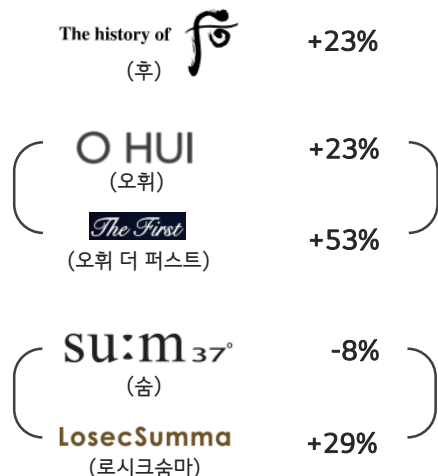 The history of 后 +23%
(후)
O HUI +23%
(오휘)
The First +53%
(오휘 더 퍼스트)
su:m 37° -8%
(숨)
LosecSumma +29%
(로시크숨마)